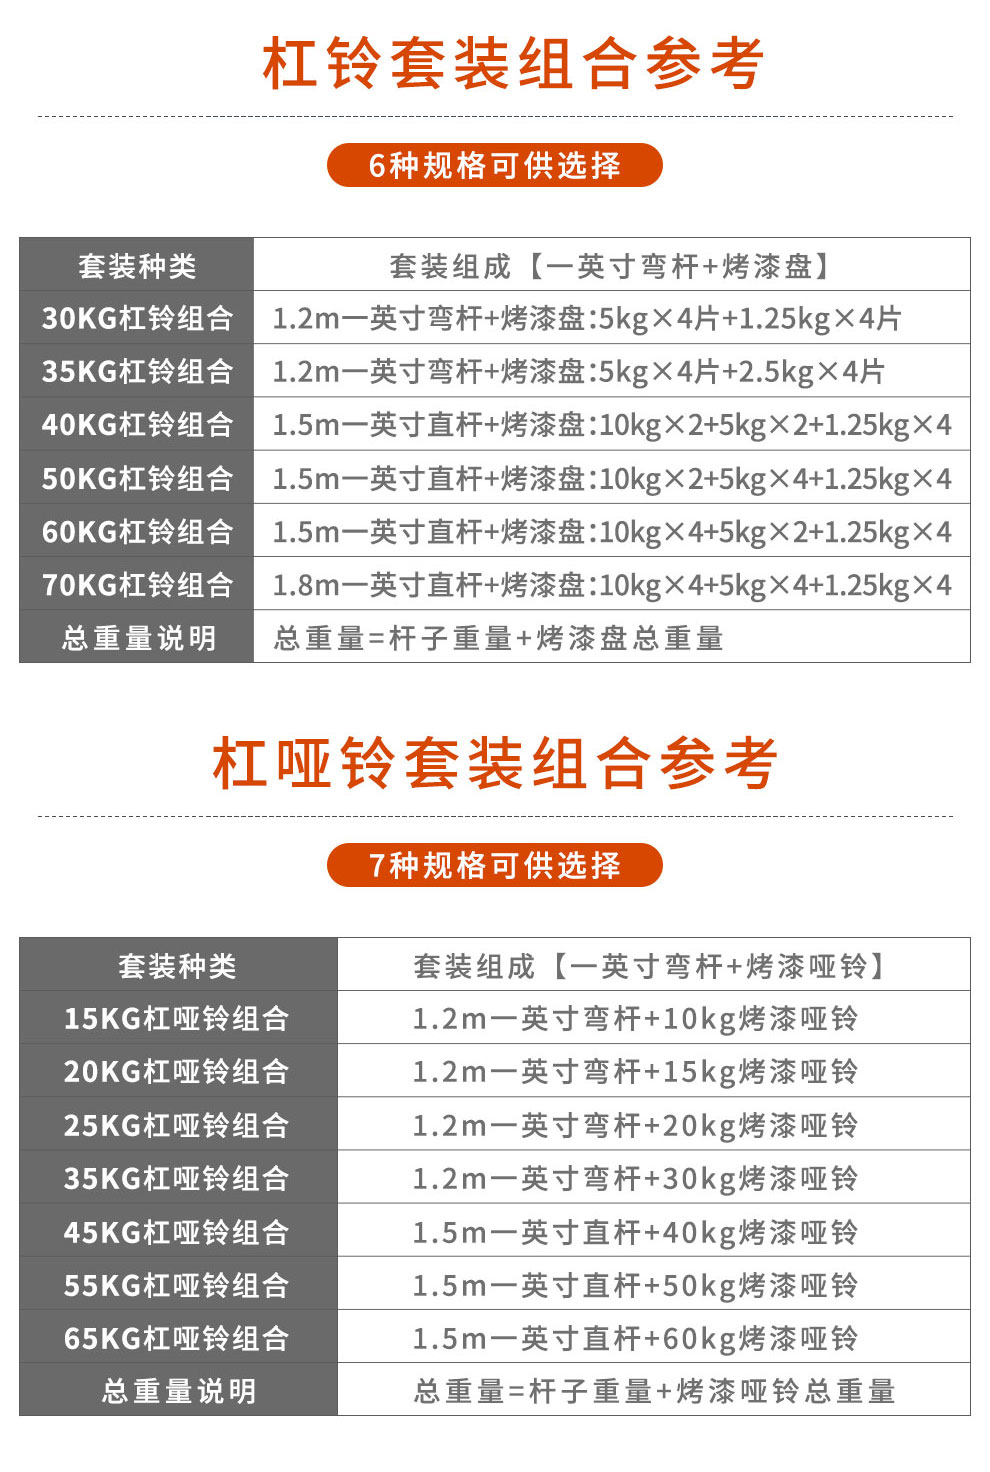 杠铃套装组合参考
6种规格可供选择
套装种类 套装组成【一英寸弯杆+烤漆盘】
30KG杠铃组合 1.2m一英寸弯杆+烤漆盘:5kg×4片+1.25kg×4片
35KG杠铃组合 1.2m一英寸弯杆+烤漆盘:5kg×4片+2.5kg×4片
40KG杠铃组合 1.5m一英寸直杆+烤漆盘:10kg×2+5kg×2+1.25kg×4
50KG杠铃组合 1.5m一英寸直杆+烤漆盘:10kg×2+5kg×4+1.25kg×4
60KG杠铃组合 1.5m一英寸直杆+烤漆盘:10kg×4+5kg×2+1.25kg×4
70KG杠铃组合 1.8m一英寸直杆+烤漆盘:10kg×4+5kg×4+1.25kg×4
总重量说明 总重量=杆子重量+烤漆盘总重量
杠哑铃套装组合参考
7种规格可供选择
套装种类 套装组成【一英寸弯杆+烤漆哑铃】
15KG杠哑铃组合 1.2m一英寸弯杆+10kg烤漆哑铃
20KG杠哑铃组合 1.2m一英寸弯杆+15kg烤漆哑铃
25KG杠哑铃组合 1.2m一英寸弯杆+20kg烤漆哑铃
35KG杠哑铃组合 1.2m一英寸弯杆+30kg烤漆哑铃
45KG杠哑铃组合 1.5m一英寸直杆+40kg烤漆哑铃
55KG杠哑铃组合 1.5m一英寸直杆+50kg烤漆哑铃
65KG杠哑铃组合 1.5m一英寸直杆+60kg烤漆哑铃
总重量说明 总重量=杆子重量+烤漆哑铃总重量